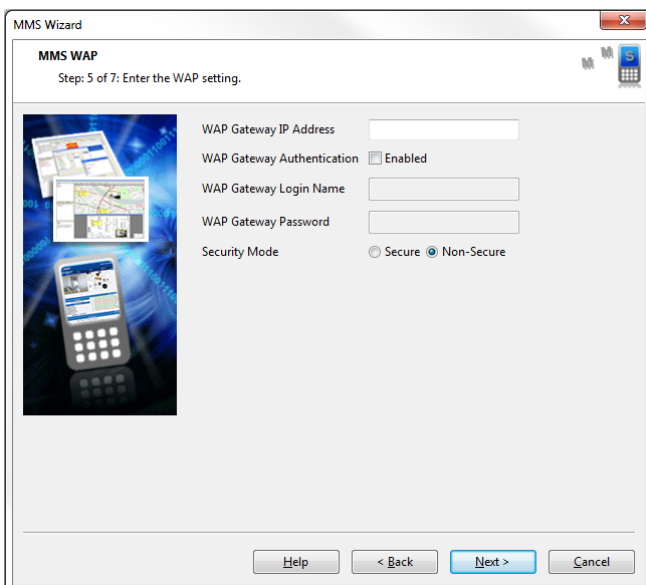 MMS Wizard
MMS WAP
Step: 5 of 7: Enter the WAP setting.
WAP Gateway IP Address
WAP Gateway Authentication Enabled
WAP Gateway Login Name
WAP Gateway Password
Security Mode Secure Non-Secure
Help < Back Next > Cancel